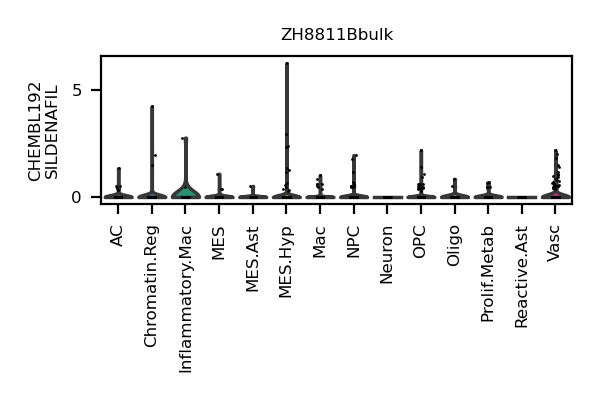 ZH8811Bbulk
CHEMBL192
SILDENAFIL
5
0
AC
Chromatin.Reg
Inflammatory.Mac
MES
MES.Ast
MES.Hyp
Mac
NPC
Neuron
OPC
Oligo
Prolif.Metab
Reactive.Ast
Vasc